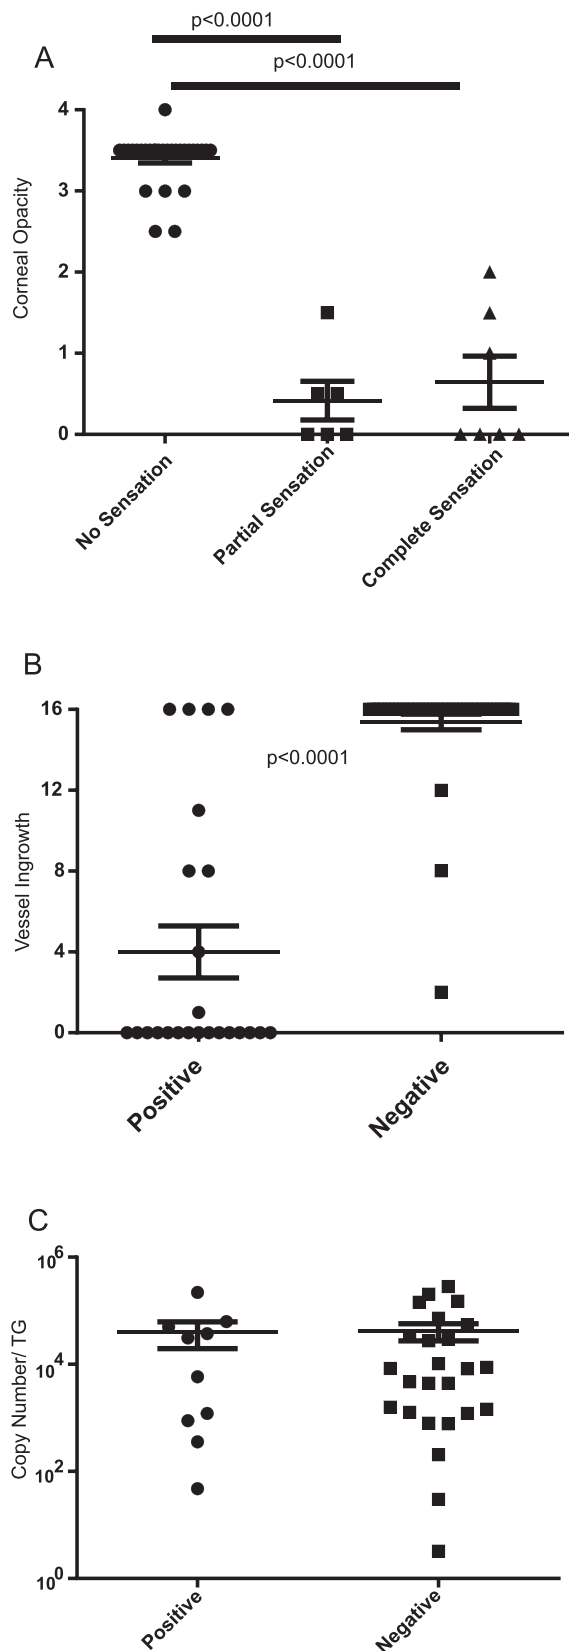 p<0.0001
A
p<0.0001
4
3
2
1
0
Corneal Opacity
No Sensation
Partial Sensation
Complete Sensation
B
16
12
8
4
0
Vessel Ingrowth
p<0.0001
Positive
Negative
C
10^6
10^4
10^2
10^0
Copy Number/ TG
Positive
Negative